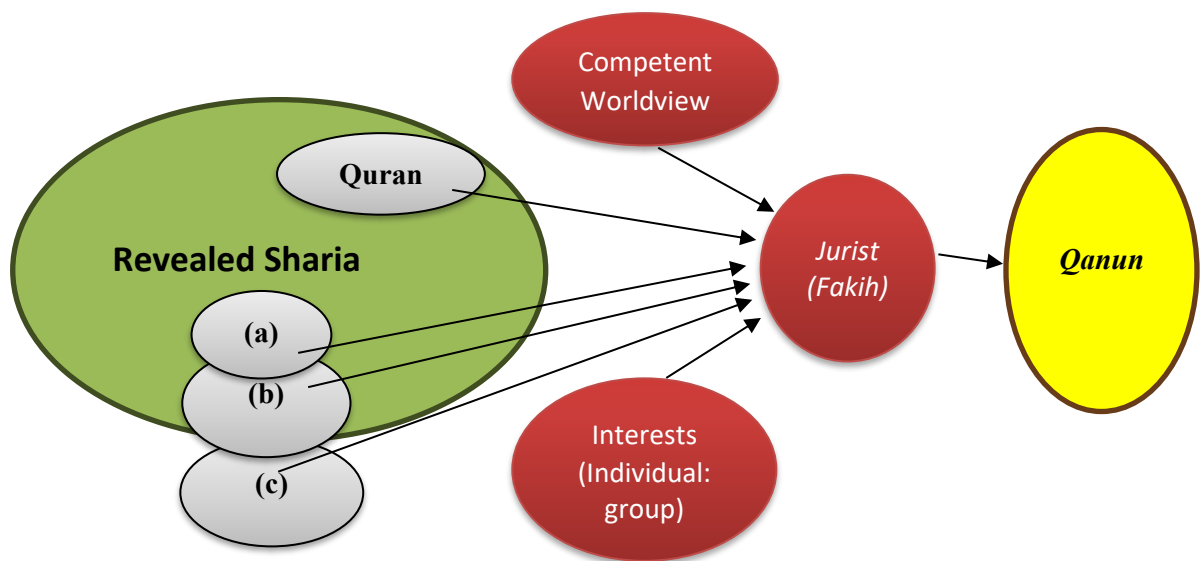 Competent
Worldview
Quran
Revealed Sharia
(a)
(b)
(c)
Jurist
(Fakih)
Qanun
Interests
(Individual:
group)